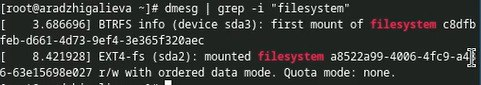 [root@aradzhigalieva ~]# dmesg | grep -i "filesystem"
[    3.686696] BTRFS info (device sda3): first mount of filesystem c8dfb
feb-d661-4d73-9ef4-3e365f320aec
[    8.421928] EXT4-fs (sda2): mounted filesystem a8522a99-4006-4fc9-a4
6-63e15698e027 r/w with ordered data mode. Quota mode: none.